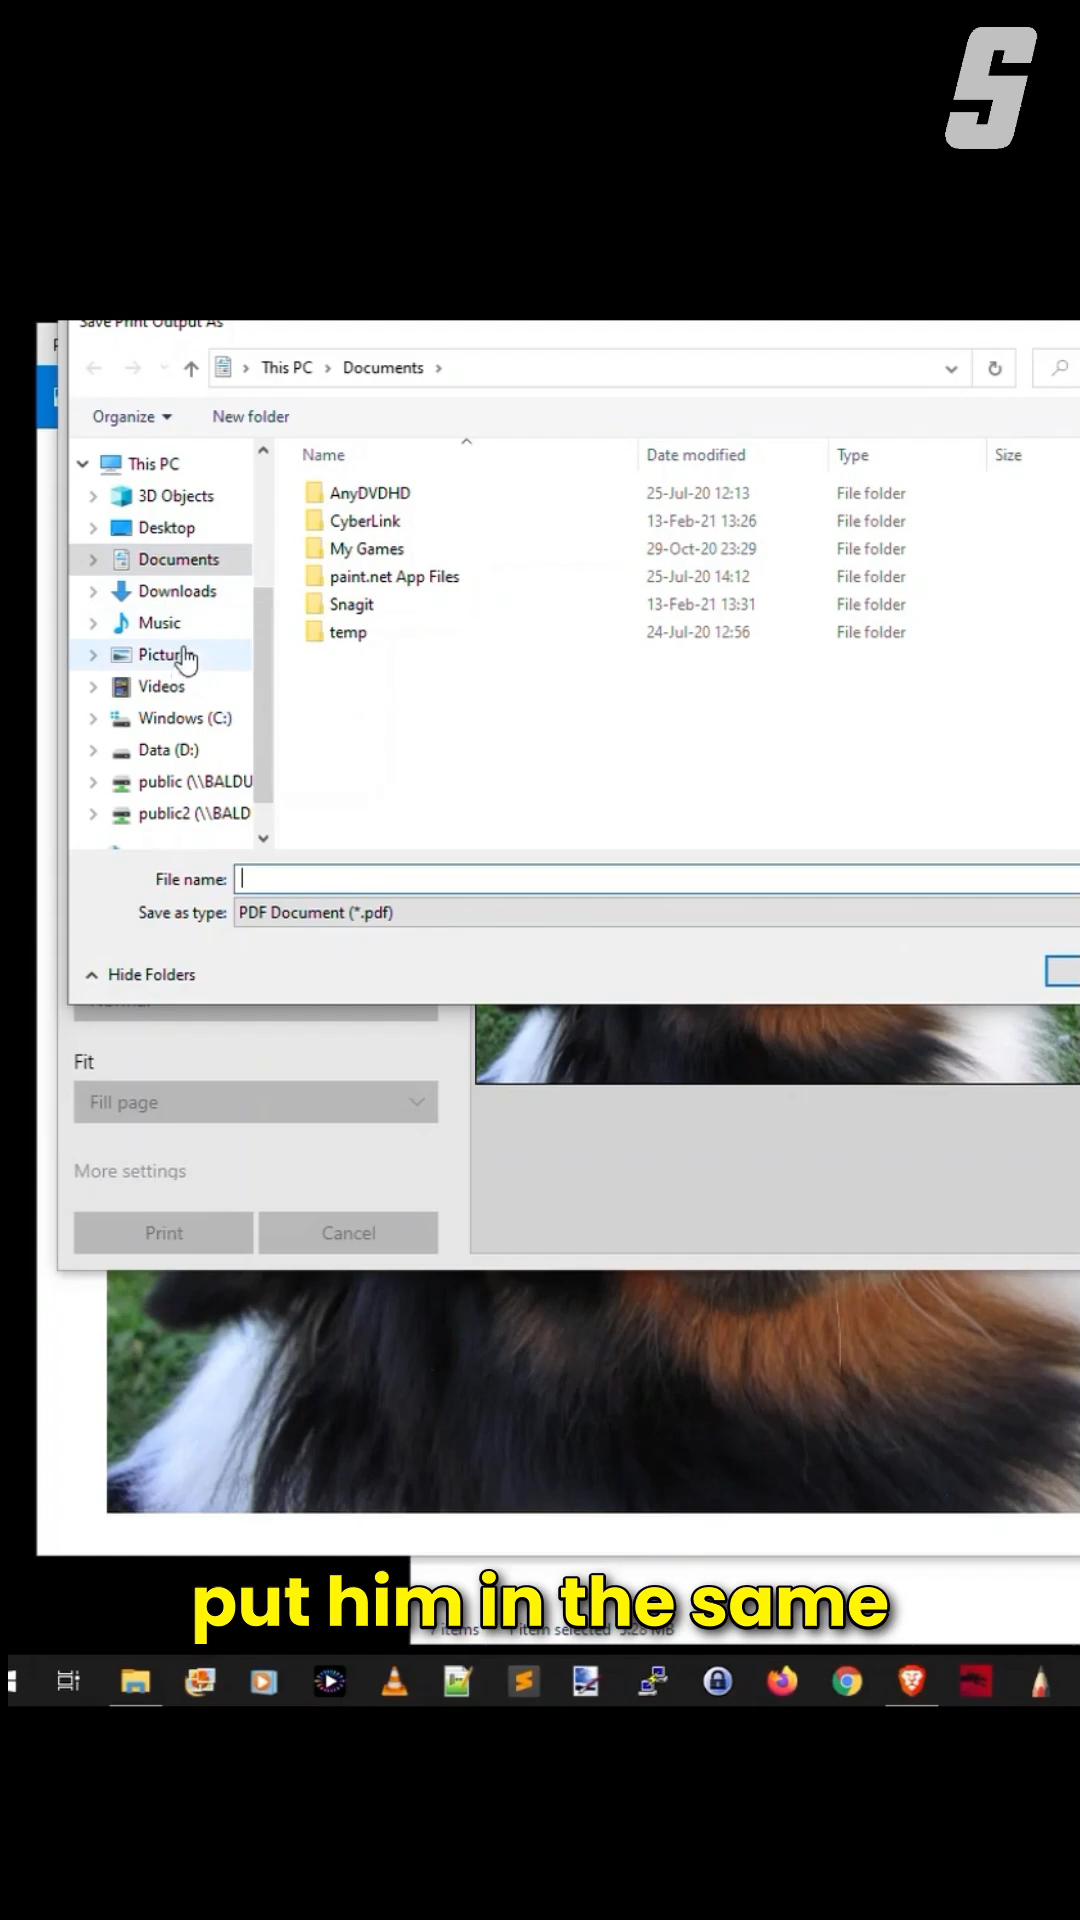 S
Save Print Output As
This PC > Documents >
Organize New folder
Name Date modified Type Size
This PC
3D Objects
Desktop
Documents
Downloads
Music
Videos
Windows (C:)
Data (D:)
public (\\BALDU
public2 (\\BALD
AnyDVDHD 25-Jul-20 12:13 File folder
CyberLink 13-Feb-21 13:26 File folder
My Games 29-Oct-20 23:29 File folder
paint.net App Files 25-Jul-20 14:12 File folder
Snagit 13-Feb-21 13:31 File folder
temp 24-Jul-20 12:56 File folder
File name:
Save as type: PDF Document (*.pdf)
Hide Folders
Fit
Fill page
More settings
Print Cancel
put him in the same